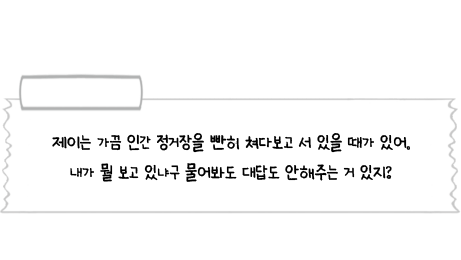 제이는 가끔 인간 정거장을 빤히 쳐다보고 서 있을 때가 있어.
내가 뭘 보고 있냐구 물어봐도 대답도 안해주는 거 있지?